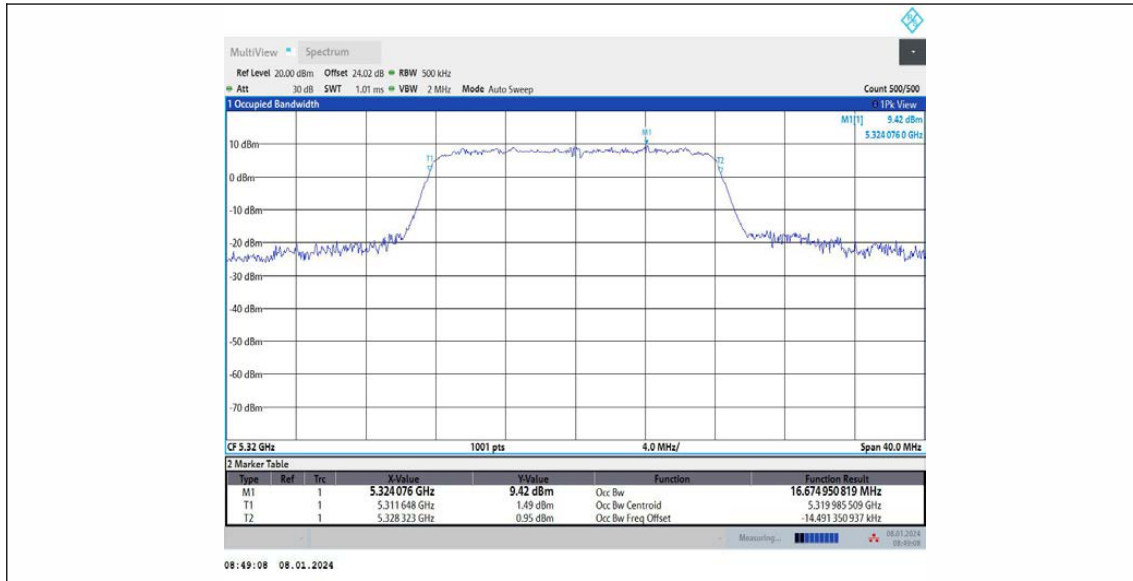 MultiView Spectrum
Ref Level 20.00 dBm Offset 24.02 dB RBW 500 kHz
Att 30 dB SWT 1.01 ms VBW 2 MHz Mode Auto Sweep Count 500/500
1 Occupied Bandwidth 1Pk View
M1[1] 9.42 dBm
5.324 076 0 GHz
M1
10 dBm
T1 T2
0 dBm
-10 dBm
-20 dBm
-30 dBm
-40 dBm
-50 dBm
-60 dBm
-70 dBm
CF 5.32 GHz 1001 pts 4.0 MHz/ Span 40.0 MHz
2 Marker Table
Type Ref Trc X-Value Y-Value Function Function Result
M1 1 5.324 076 GHz 9.42 dBm Occ Bw 16.674 950 819 MHz
T1 1 5.311 648 GHz 1.49 dBm Occ Bw Centroid 5.319 985 509 GHz
T2 1 5.328 323 GHz 0.95 dBm Occ Bw Freq Offset -14.491 350 937 kHz
Measuring... 08.01.2024
08:49:08
08:49:08 08.01.2024